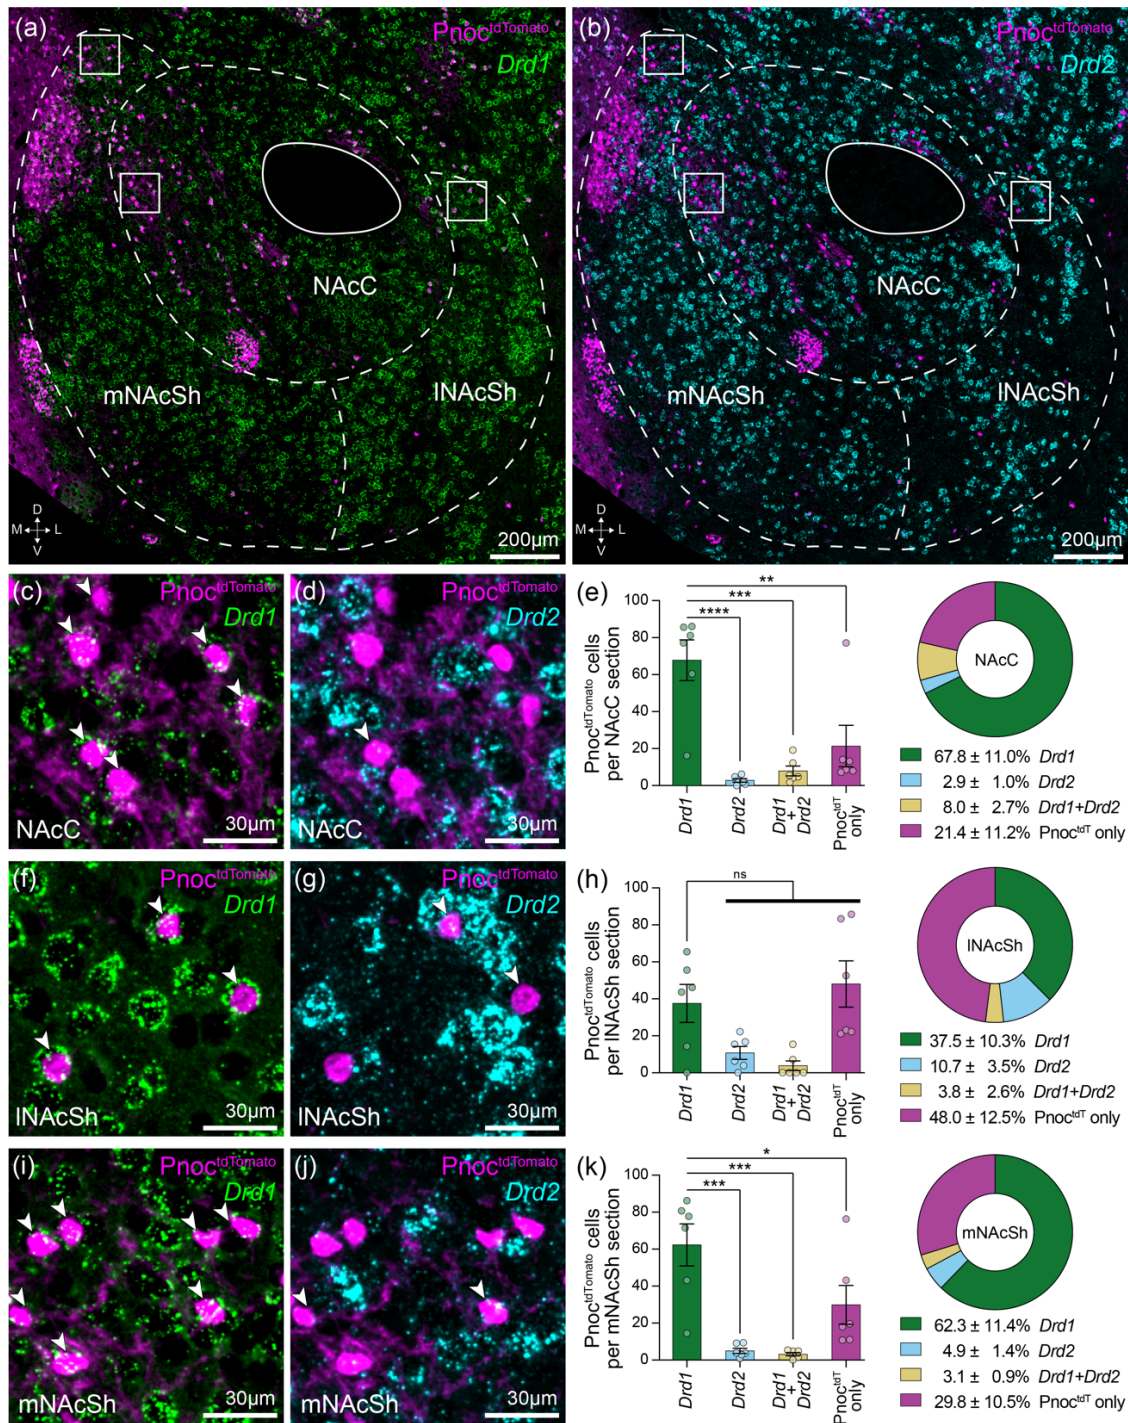 (a)
Pnoc^tdTomato
Drd1
NAcC
mNAcSh
lNAcSh
D
M
L
V
200µm
(b)
Pnoc^tdTomato
Drd2
NAcC
mNAcSh
lNAcSh
D
M
L
V
200µm
(c)
Pnoc^tdTomato
Drd1
NAcC
30µm
(d)
Pnoc^tdTomato
Drd2
30µm
(e)
Pnoc^tdTomato cells
per NAcC section
100
80
60
40
20
0
**
***
****
Drd1
Drd2
Drd1
+
Drd2
Pnoc^tdT
only
NAcC
67.8 ± 11.0% Drd1
2.9 ± 1.0% Drd2
8.0 ± 2.7% Drd1+Drd2
21.4 ± 11.2% Pnoc^tdT only
(f)
Pnoc^tdTomato
Drd1
lNAcSh
30µm
(g)
Pnoc^tdTomato
Drd2
lNAcSh
30µm
(h)
Pnoc^tdTomato cells
per lNAcSh section
100
80
60
40
20
0
ns
Drd1
Drd2
Drd1
+
Drd2
Pnoc^tdT
only
lNAcSh
37.5 ± 10.3% Drd1
10.7 ± 3.5% Drd2
3.8 ± 2.6% Drd1+Drd2
48.0 ± 12.5% Pnoc^tdT only
(i)
Pnoc^tdTomato
Drd1
mNAcSh
30µm
(j)
Pnoc^tdTomato
Drd2
mNAcSh
30µm
(k)
Pnoc^tdTomato cells
per mNAcSh section
100
80
60
40
20
0
*
***
***
Drd1
Drd2
Drd1
+
Drd2
Pnoc^tdT
only
mNAcSh
62.3 ± 11.4% Drd1
4.9 ± 1.4% Drd2
3.1 ± 0.9% Drd1+Drd2
29.8 ± 10.5% Pnoc^tdT only